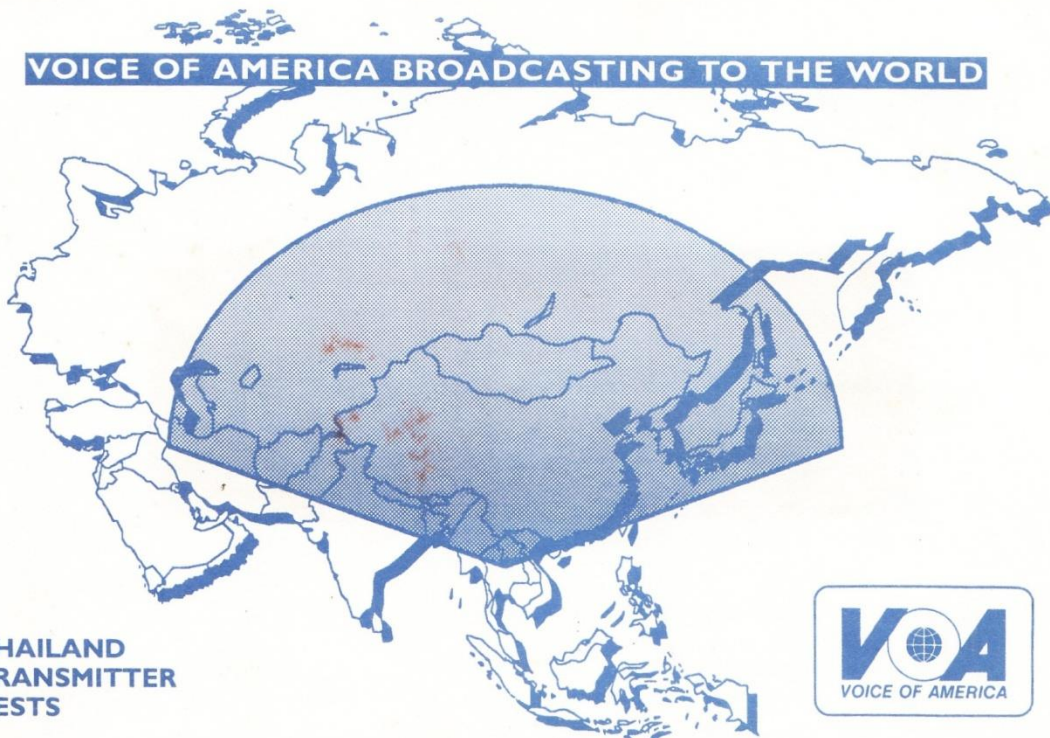 VOICE OF AMERICA BROADCASTING TO THE WORLD
HAILAND
RANSMITTER
ESTS
VOA
VOICE OF AMERICA